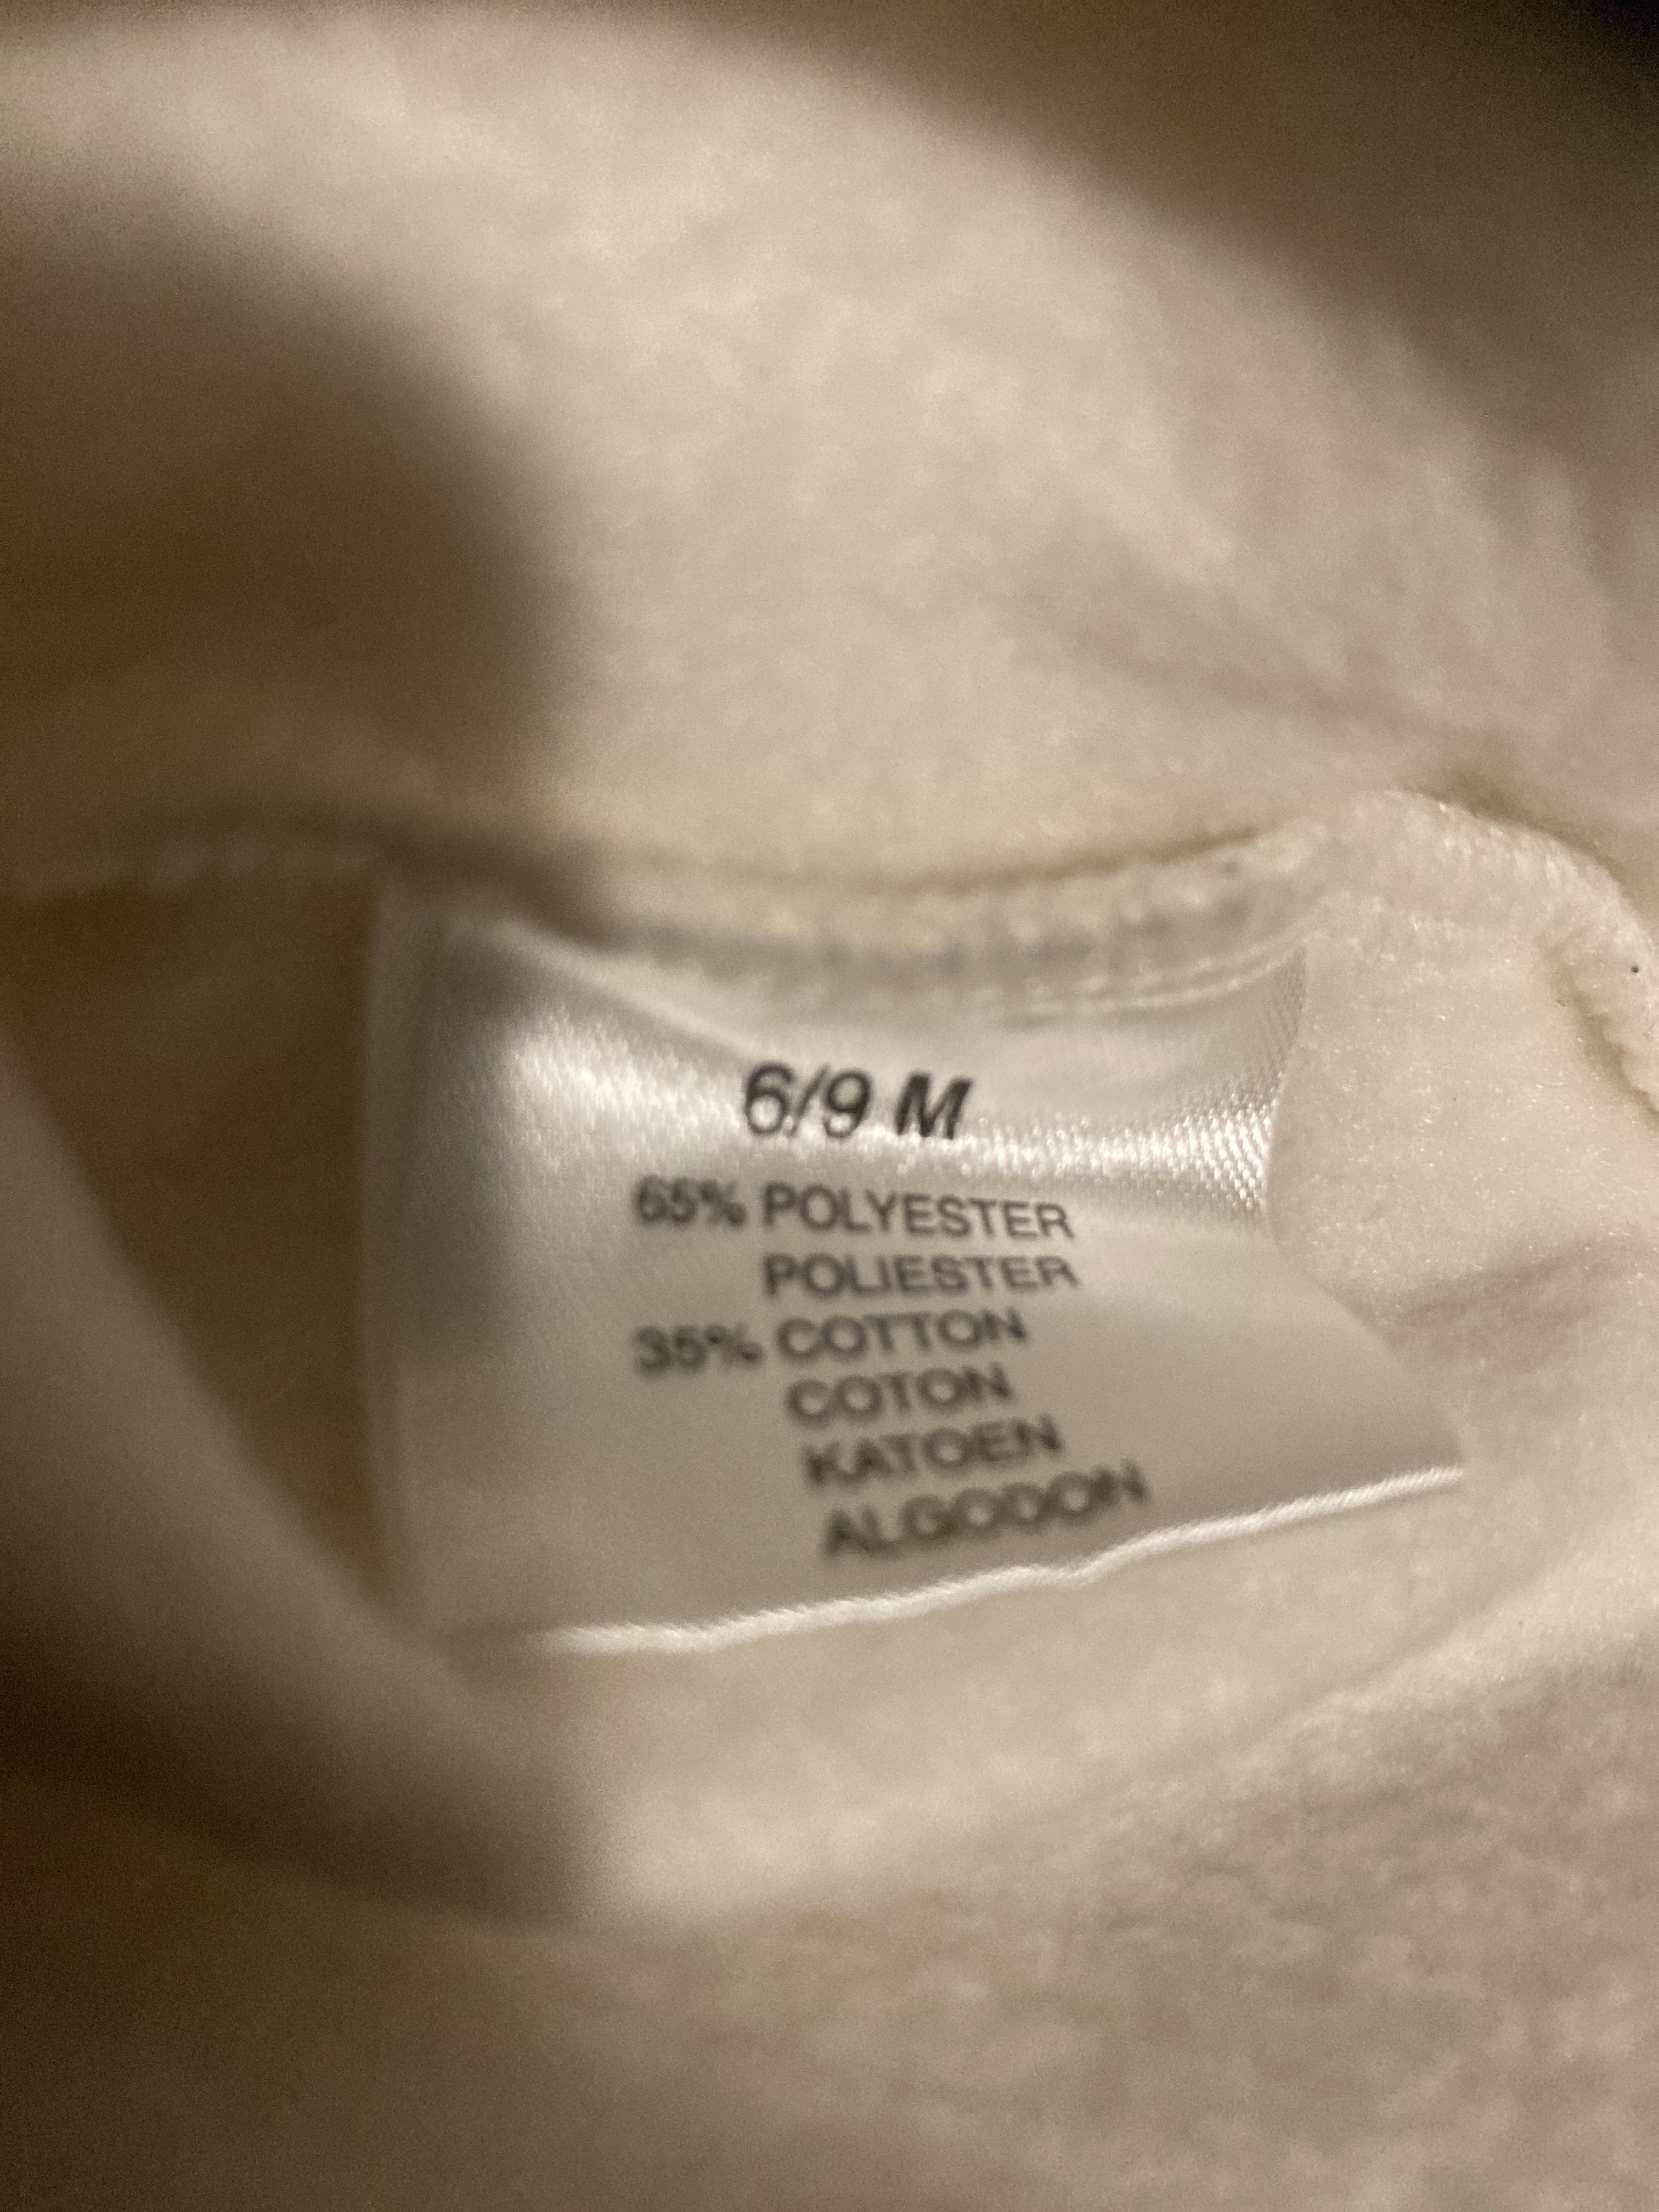 6/9 M
65% POLYESTER
POLIESTER
35% COTTON
COTON
KATOEN
ALGODON